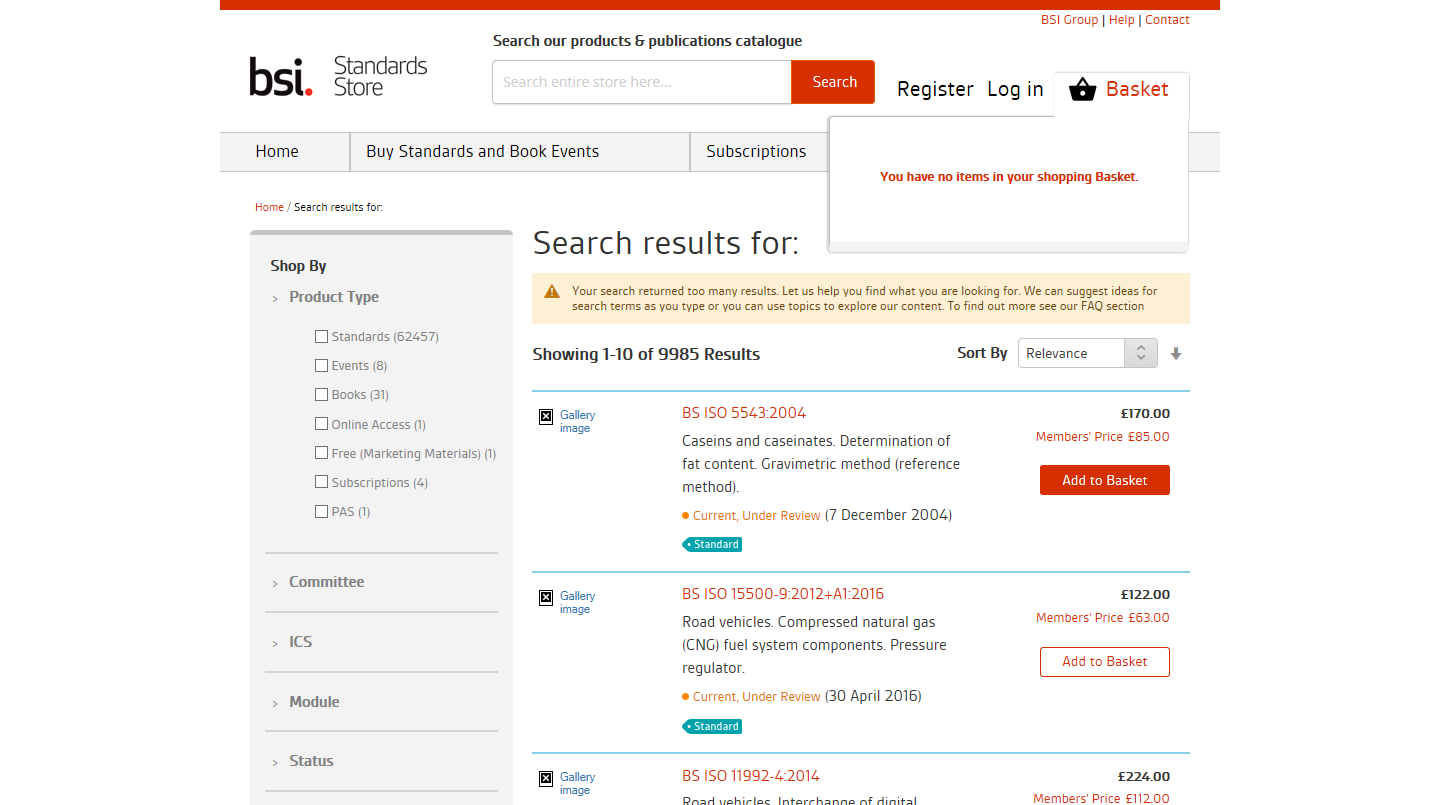 BSI Group | Help | Contact
Search our products & publications catalogue
bsi. Standards
Store
Search entire store here...
Search
Register Log in Basket
Home
Buy Standards and Book Events
Subscriptions
You have no items in your shopping Basket.
Home / Search results for:
Shop By
Product Type
Standards (62457)
Events (8)
Books (31)
Online Access (1)
Free (Marketing Materials) (1)
Subscriptions (4)
PAS (1)
Committee
ICS
Module
Status
Search results for:
Your search returned too many results. Let us help you find what you are looking for. We can suggest ideas for
search terms as you type or you can use topics to explore our content. To find out more see our FAQ section
Showing 1-10 of 9985 Results
Sort By Relevance
Gallery
image
BS ISO 5543:2004
Caseins and caseinates. Determination of
fat content. Gravimetric method (reference
method).
Current, Under Review (7 December 2004)
Standard
£170.00
Members' Price £85.00
Add to Basket
Gallery
image
BS ISO 15500-9:2012+A1:2016
Road vehicles. Compressed natural gas
(CNG) fuel system components. Pressure
regulator.
Current, Under Review (30 April 2016)
Standard
£122.00
Members' Price £63.00
Add to Basket
Gallery
image
BS ISO 11992-4:2014
Road vehicles. Interchange of digital
£224.00
Members' Price £112.00